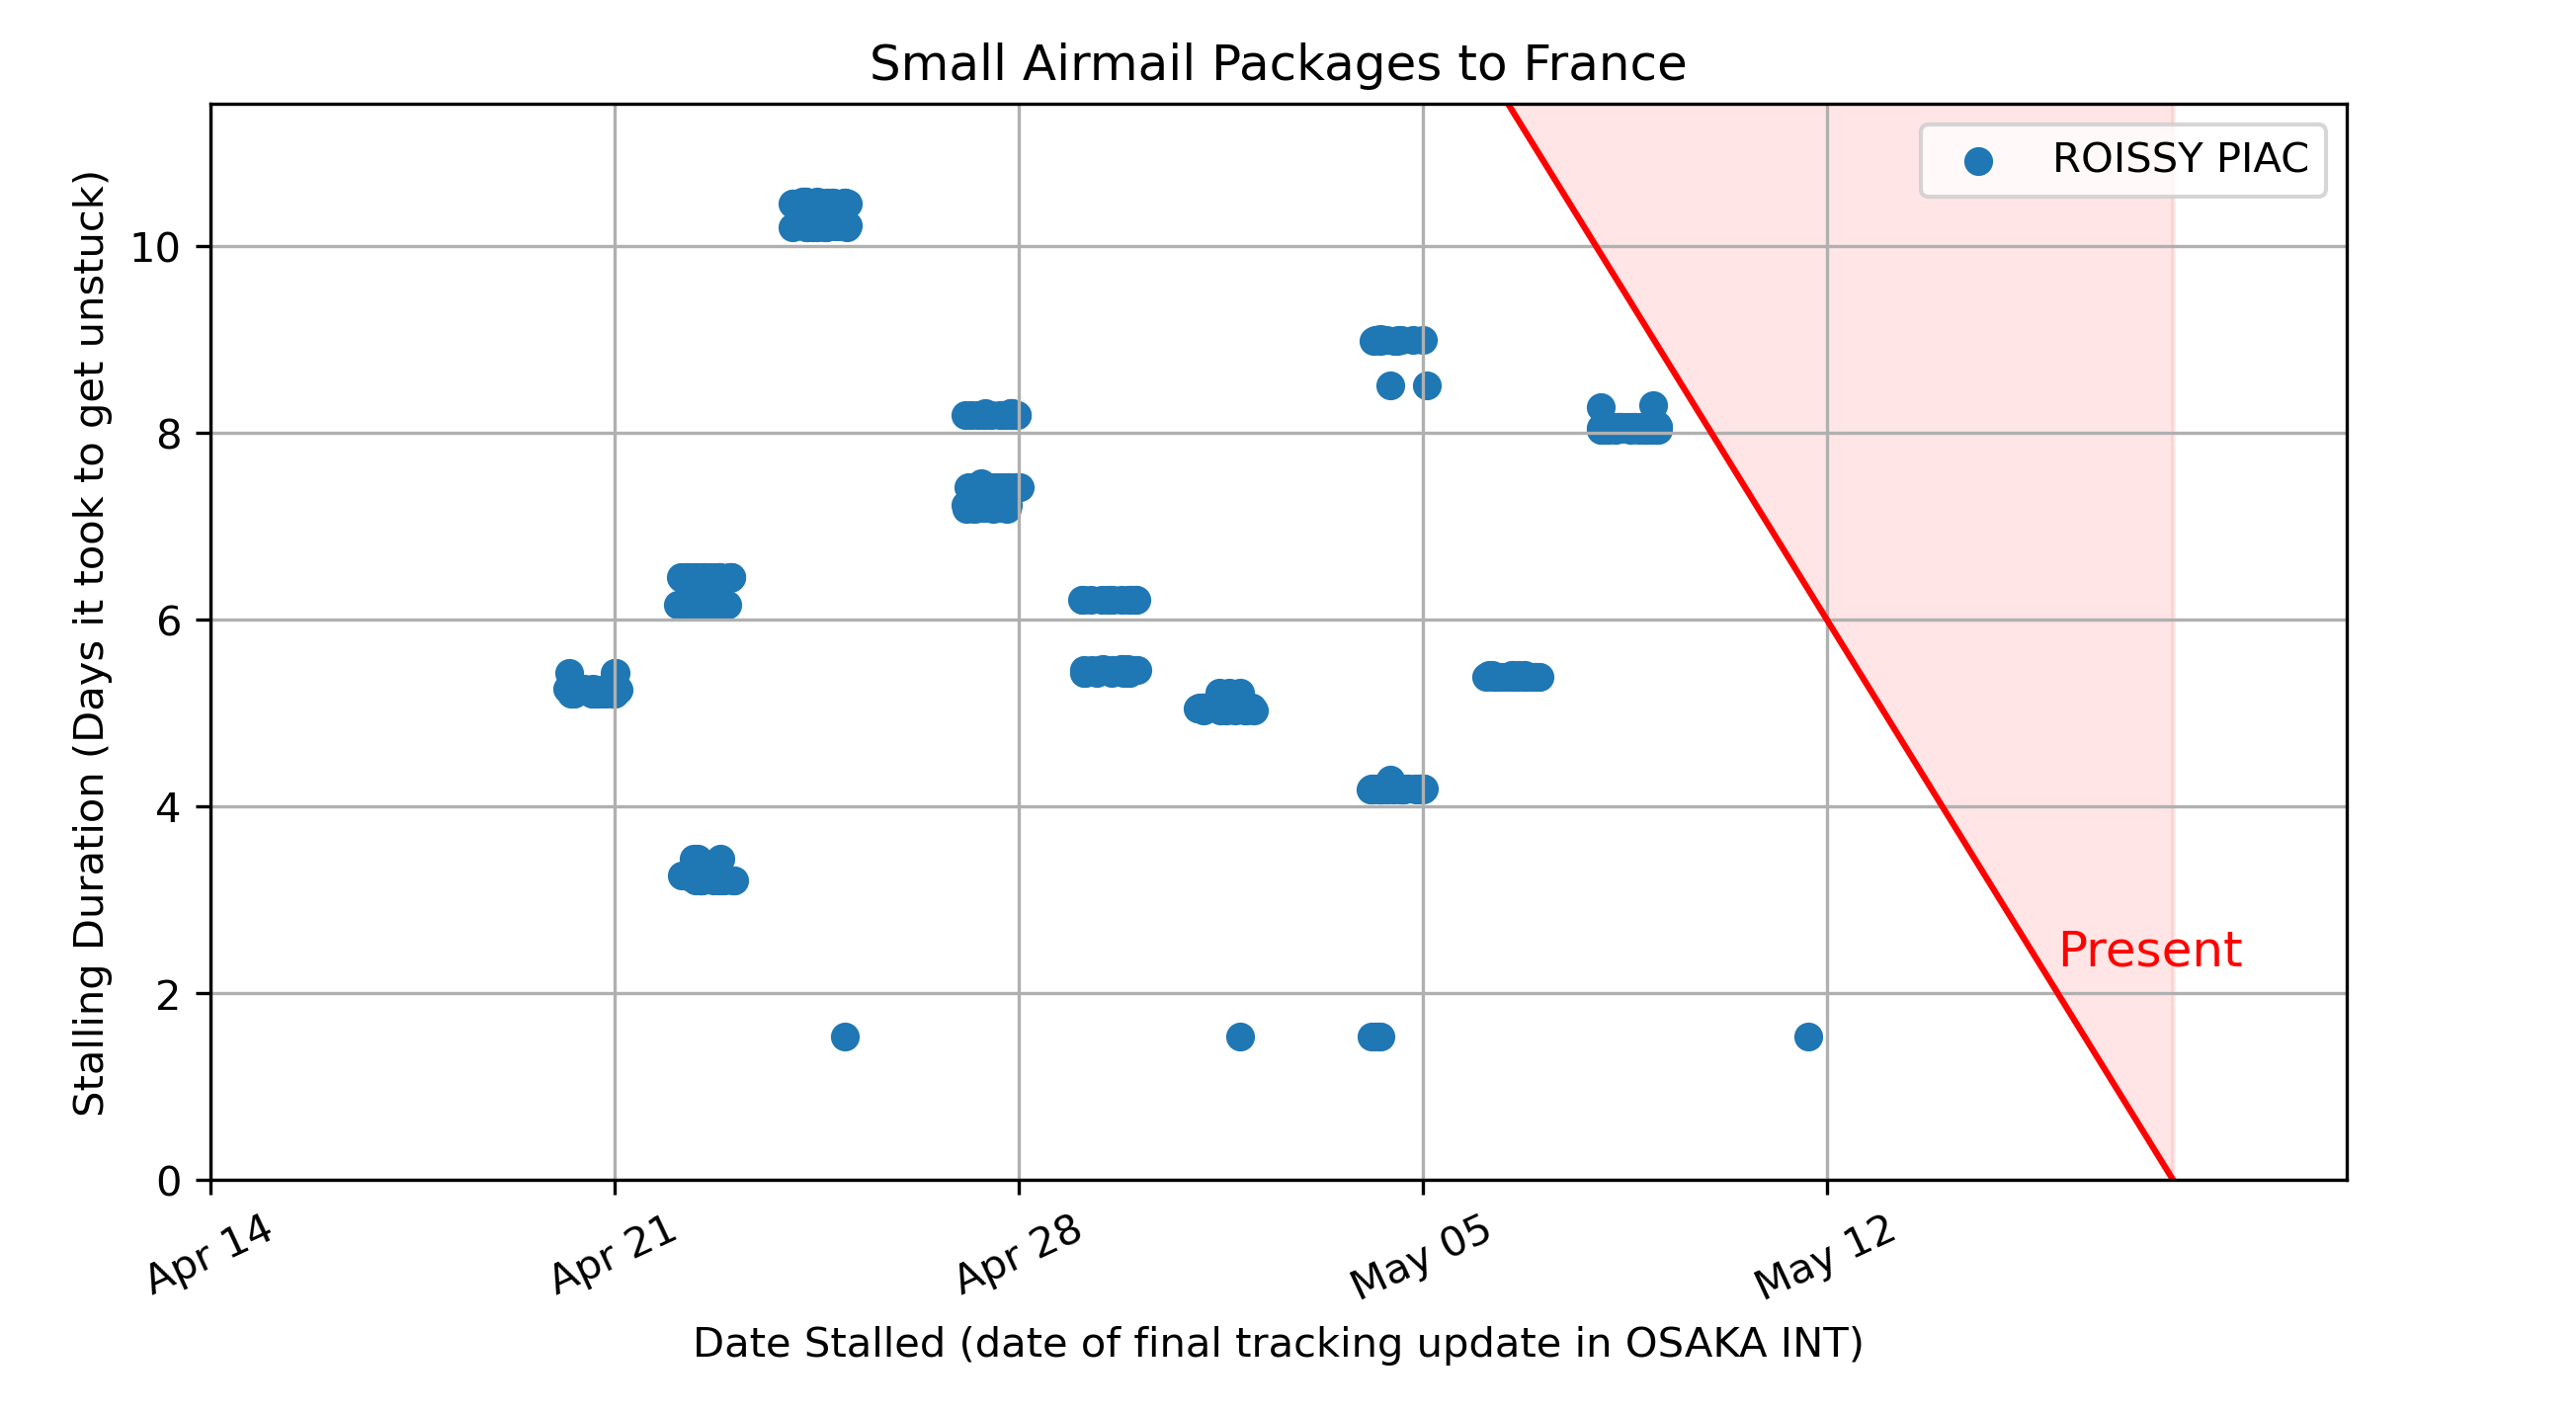 Small Airmail Packages to France
ROISSY PIAC
Stalling Duration (Days it took to get unstuck)
10
8
6
4
2
0
Present
Apr 14
Apr 21
Apr 28
May 05
May 12
Date Stalled (date of final tracking update in OSAKA INT)